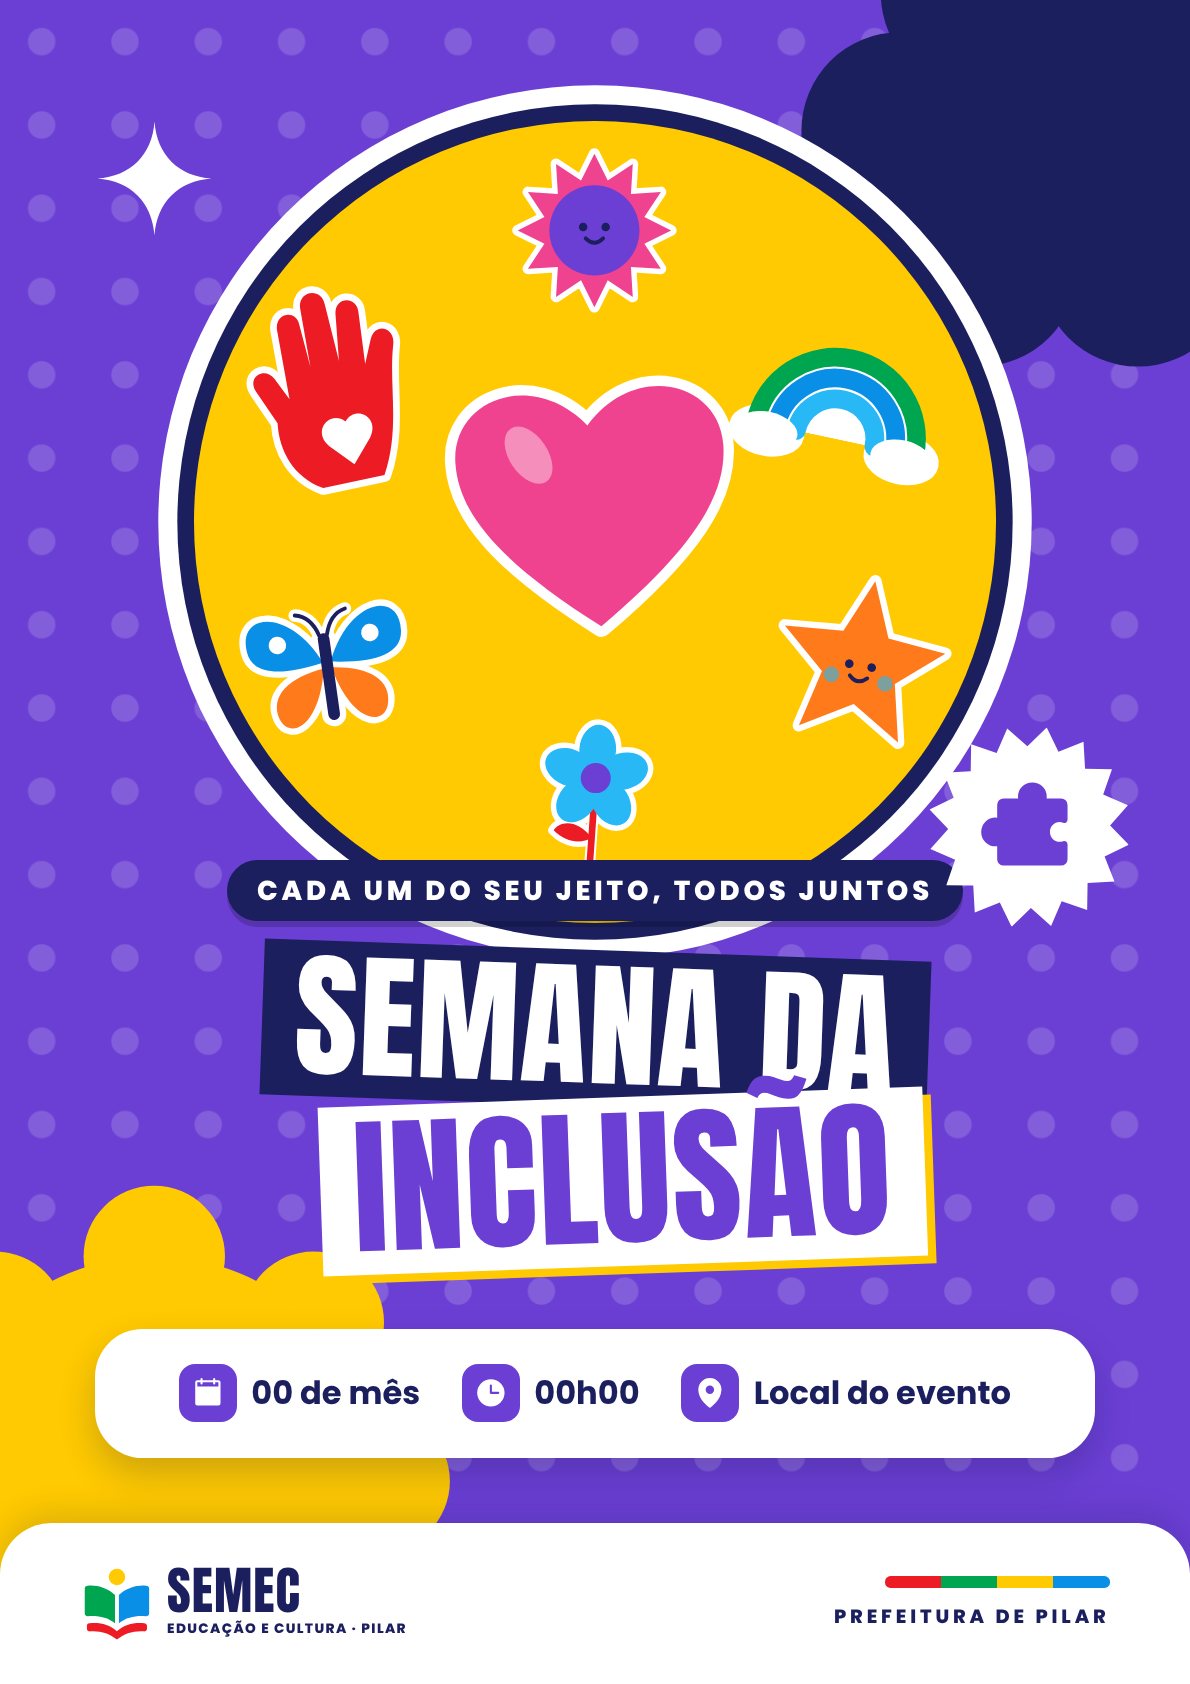 CADA UM DO SEU JEITO, TODOS JUNTOS
SEMANA DA
INCLUSÃO
00 de mês
00h00
Local do evento
SEMEC
EDUCAÇÃO E CULTURA · PILAR
PREFEITURA DE PILAR